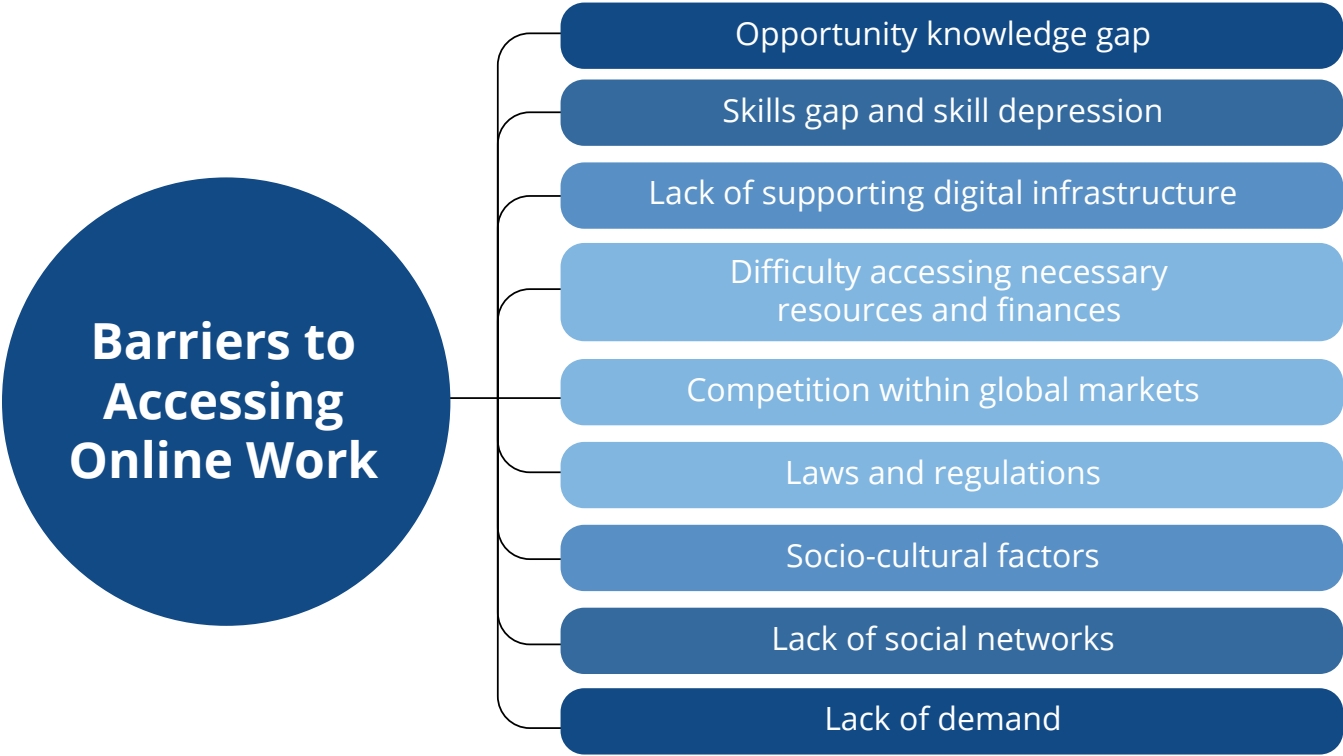 Barriers to
Accessing
Online Work
Opportunity knowledge gap
Skills gap and skill depression
Lack of supporting digital infrastructure
Difficulty accessing necessary
resources and finances
Competition within global markets
Laws and regulations
Socio-cultural factors
Lack of social networks
Lack of demand